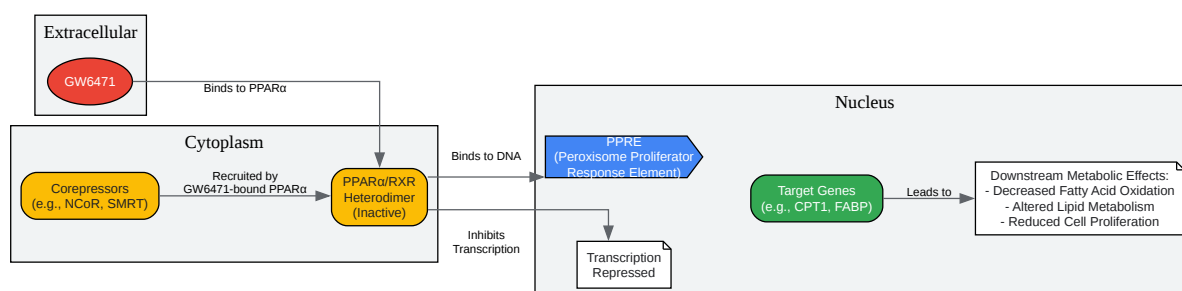 Extracellular
GW6471
Binds to PPARα
Cytoplasm
Corepressors
(e.g., NCoR, SMRT)
Recruited by
GW6471-bound PPARα
PPARα/RXR
Heterodimer
(Inactive)
Binds to DNA
Inhibits
Transcription
Nucleus
PPRE
(Peroxisome Proliferator
Response Element)
Transcription
Repressed
Target Genes
(e.g., CPT1, FABP)
Leads to
Downstream Metabolic Effects:
- Decreased Fatty Acid Oxidation
- Altered Lipid Metabolism
- Reduced Cell Proliferation